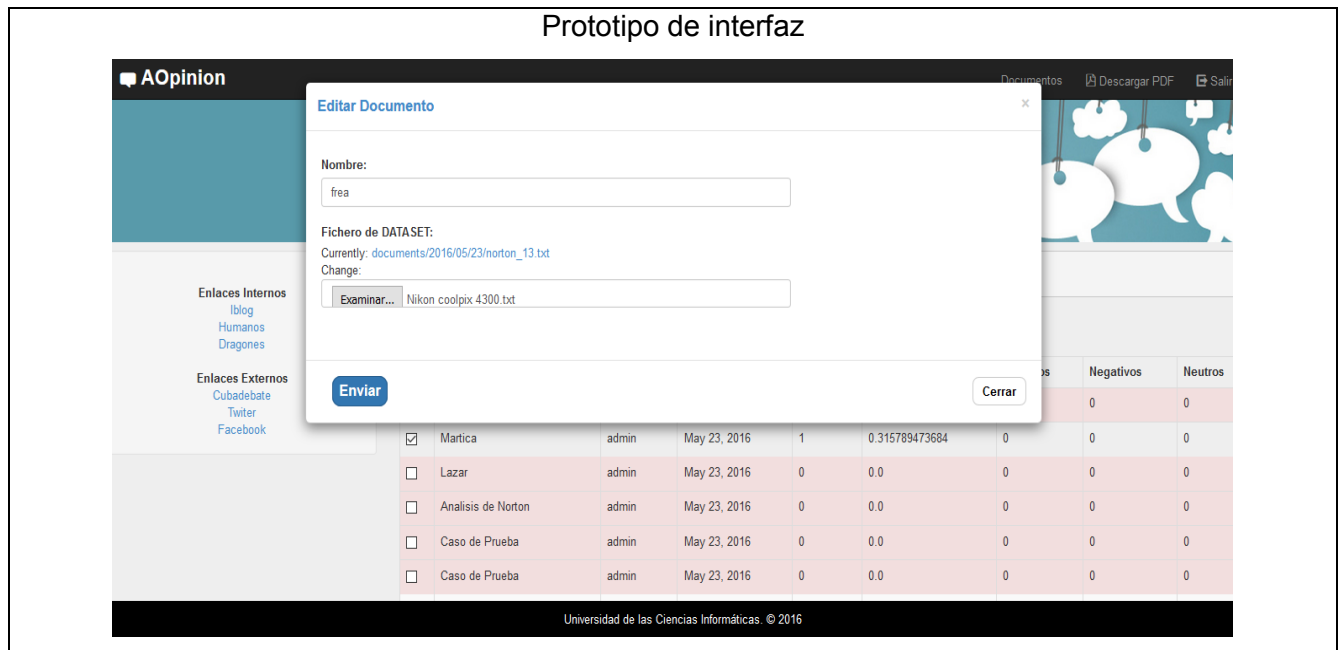 Prototipo de interfaz
AOpinion
Documentos Descargar PDF Salir
Editar Documento x
Nombre:
frea
Fichero de DATASET:
Currently: documents/2016/05/23/norton_13.txt
Change:
Examinar... Nikon coolpix 4300.txt
Enviar
Cerrar
Enlaces Internos
Iblog
Humanos
Dragones
Enlaces Externos
Cubadebate
Twiter
Facebook
os Negativos Neutros
0 0
Martica admin May 23, 2016 1 0.315789473684 0 0 0
Lazar admin May 23, 2016 0 0.0 0 0 0
Analisis de Norton admin May 23, 2016 0 0.0 0 0 0
Caso de Prueba admin May 23, 2016 0 0.0 0 0 0
Caso de Prueba admin May 23, 2016 0 0.0 0 0 0
Universidad de las Ciencias Informáticas. © 2016